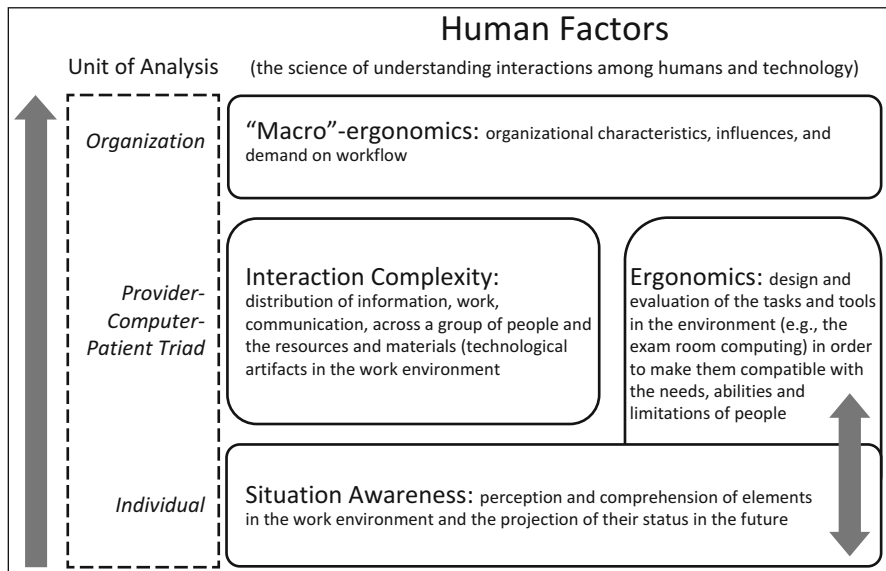 Human Factors
Unit of Analysis
(the science of understanding interactions among humans and technology)
Organization
“Macro”-ergonomics: organizational characteristics, influences, and
demand on workflow
Provider-
Computer-
Patient Triad
Interaction Complexity:
distribution of information, work,
communication, across a group of people and
the resources and materials (technological
artifacts in the work environment
Ergonomics: design and
evaluation of the tasks and tools
in the environment (e.g., the
exam room computing) in order
to make them compatible with
the needs, abilities and
limitations of people
Individual
Situation Awareness: perception and comprehension of elements
in the work environment and the projection of their status in the future